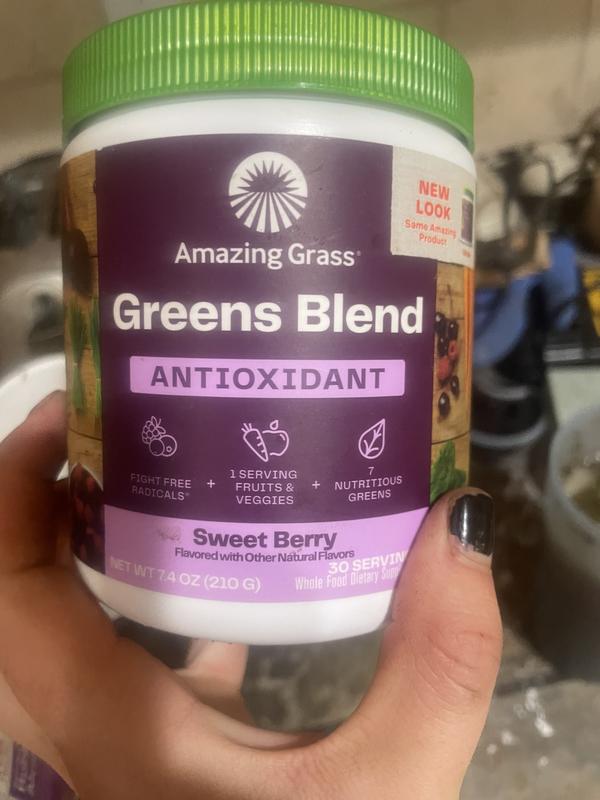 NEW
LOOK
Same Amazing
Product
Amazing Grass®
Greens Blend
ANTIOXIDANT
FIGHT FREE
RADICALS*
+
1 SERVING
FRUITS &
VEGGIES
+
7
NUTRITIOUS
GREENS
Sweet Berry
Flavored with Other Natural Flavors
NET WT 7.4 OZ (210 G)
30
Whole Food Dietary